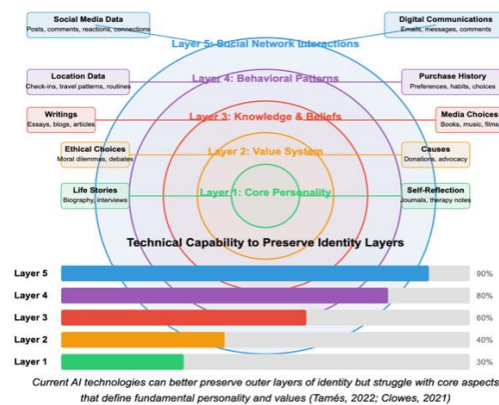 Social Media Data
Posts, comments, reactions, connections
Digital Communications
Emails, messages, comments
Layer 5: Social Network Interactions
Location Data
Check-ins, travel patterns, routines
Layer 4: Behavioral Patterns
Purchase History
Preferences, habits, choices
Writings
Essays, blogs, articles
Layer 3: Knowledge & Beliefs
Media Choices
Books, music, films
Ethical Choices
Moral dilemmas, debates
Layer 2: Value System
Causes
Donations, advocacy
Life Stories
Biography, interviews
Layer 1: Core Personality
Self-Reflection
Journals, therapy notes
Technical Capability to Preserve Identity Layers
Layer 5 90%
Layer 4 80%
Layer 3 60%
Layer 2 40%
Layer 1 30%
Current AI technologies can better preserve outer layers of identity but struggle with core aspects
that define fundamental personality and values (Tamés, 2022; Clowes, 2021)